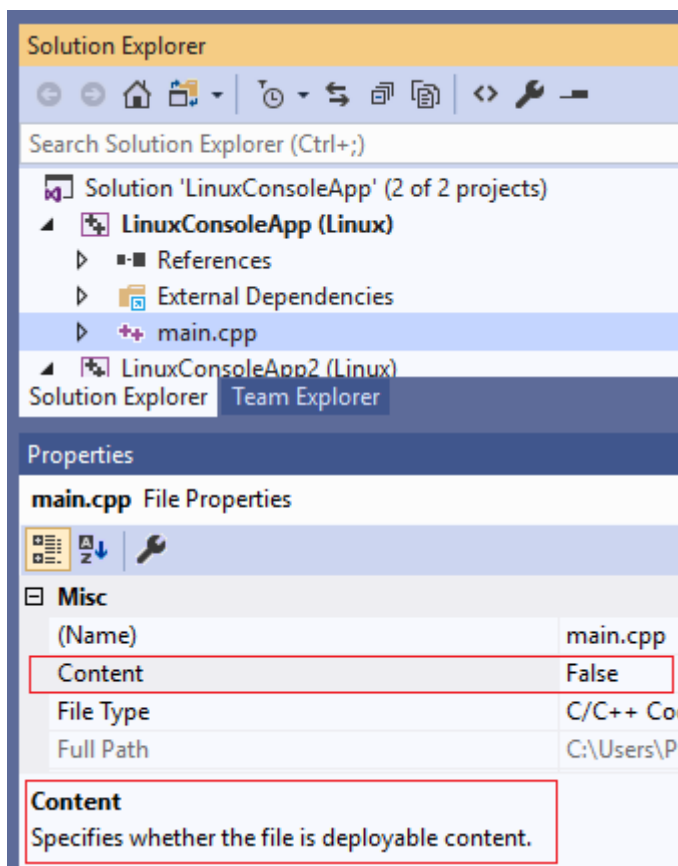 Solution Explorer
Search Solution Explorer (Ctrl+;)
Solution 'LinuxConsoleApp' (2 of 2 projects)
LinuxConsoleApp (Linux)
References
External Dependencies
main.cpp
LinuxConsoleApp2 (Linux)
Solution Explorer Team Explorer
Properties
main.cpp File Properties
Misc
(Name) main.cpp
Content False
File Type C/C++ Co
Full Path C:\Users\P
Content
Specifies whether the file is deployable content.